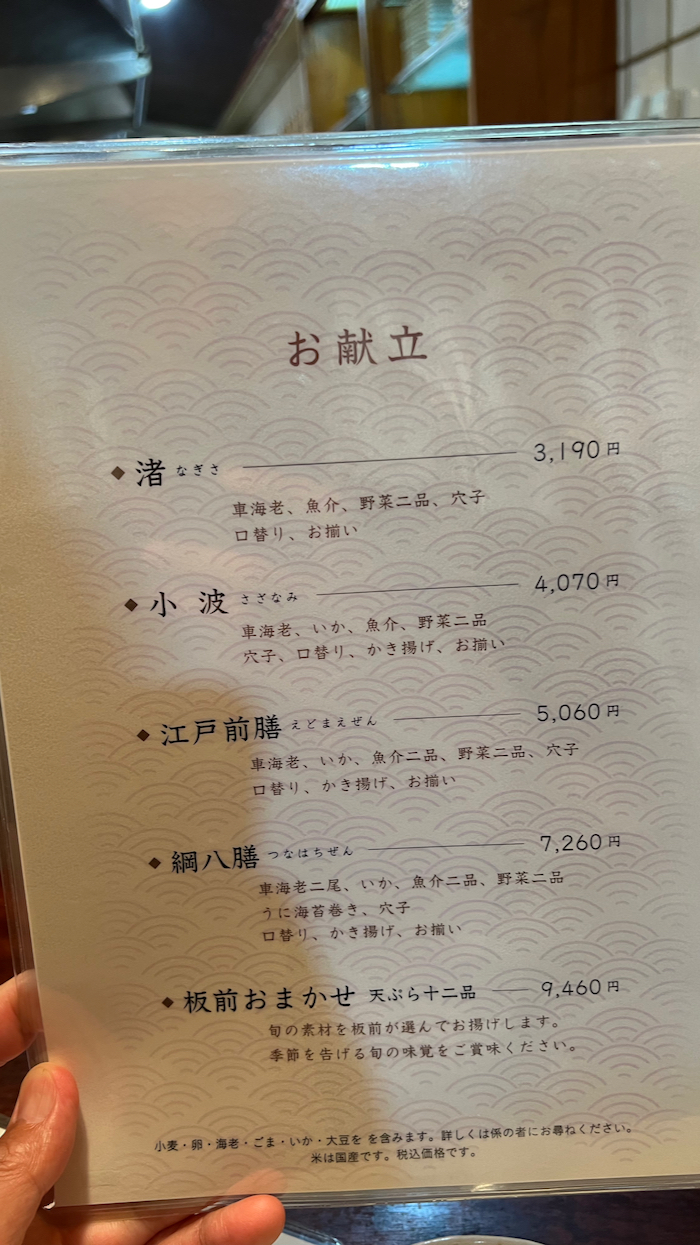 お献立
◆渚 なぎさ 3,190円
車海老、魚介、野菜二品、穴子
口替り、お揃い
◆小波 さざなみ 4,070円
車海老、いか、魚介、野菜二品
穴子、口替り、かき揚げ、お揃い
◆江戸前膳 えどまえぜん 5,060円
車海老、いか、魚介二品、野菜二品、穴子
口替り、かき揚げ、お揃い
◆綱八膳 つなはちぜん 7,260円
車海老二尾、いか、魚介二品、野菜二品
うに海苔巻き、穴子
口替り、かき揚げ、お揃い
◆板前おまかせ 天ぷら十二品 9,460円
旬の素材を板前が選んでお揚げします。
季節を告げる旬の味覚をご賞味ください。
小麦・卵・海老・ごま・いか・大豆を を含みます。詳しくは係の者にお尋ねください。
米は国産です。税込価格です。